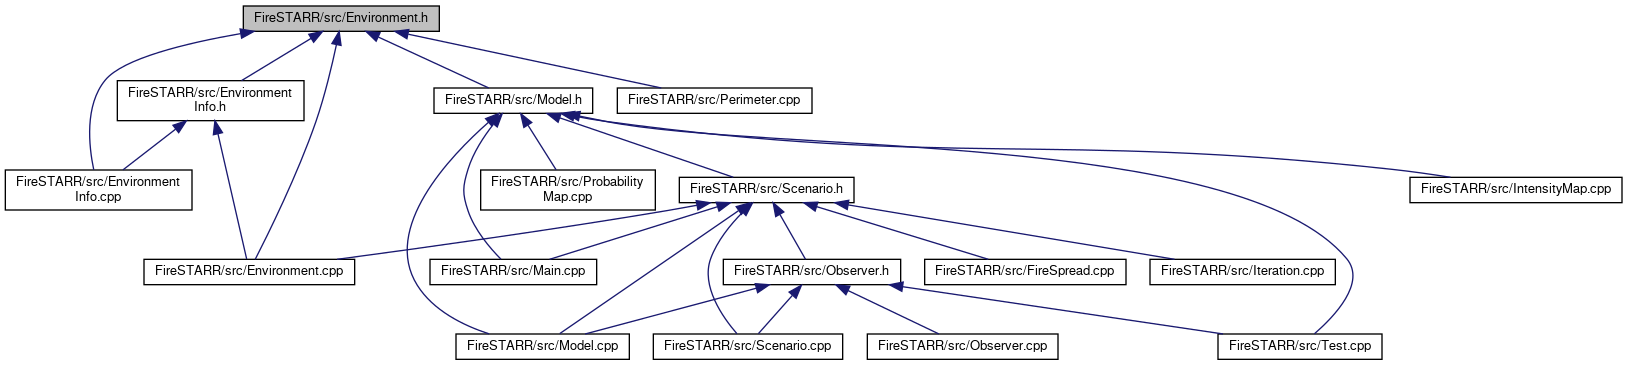 FireSTARR/src/Environment.h
FireSTARR/src/Environment
Info.h
FireSTARR/src/Model.h
FireSTARR/src/Perimeter.cpp
FireSTARR/src/Environment
Info.cpp
FireSTARR/src/Probability
Map.cpp
FireSTARR/src/Scenario.h
FireSTARR/src/IntensityMap.cpp
FireSTARR/src/Environment.cpp
FireSTARR/src/Main.cpp
FireSTARR/src/Observer.h
FireSTARR/src/FireSpread.cpp
FireSTARR/src/Iteration.cpp
FireSTARR/src/Model.cpp
FireSTARR/src/Scenario.cpp
FireSTARR/src/Observer.cpp
FireSTARR/src/Test.cpp